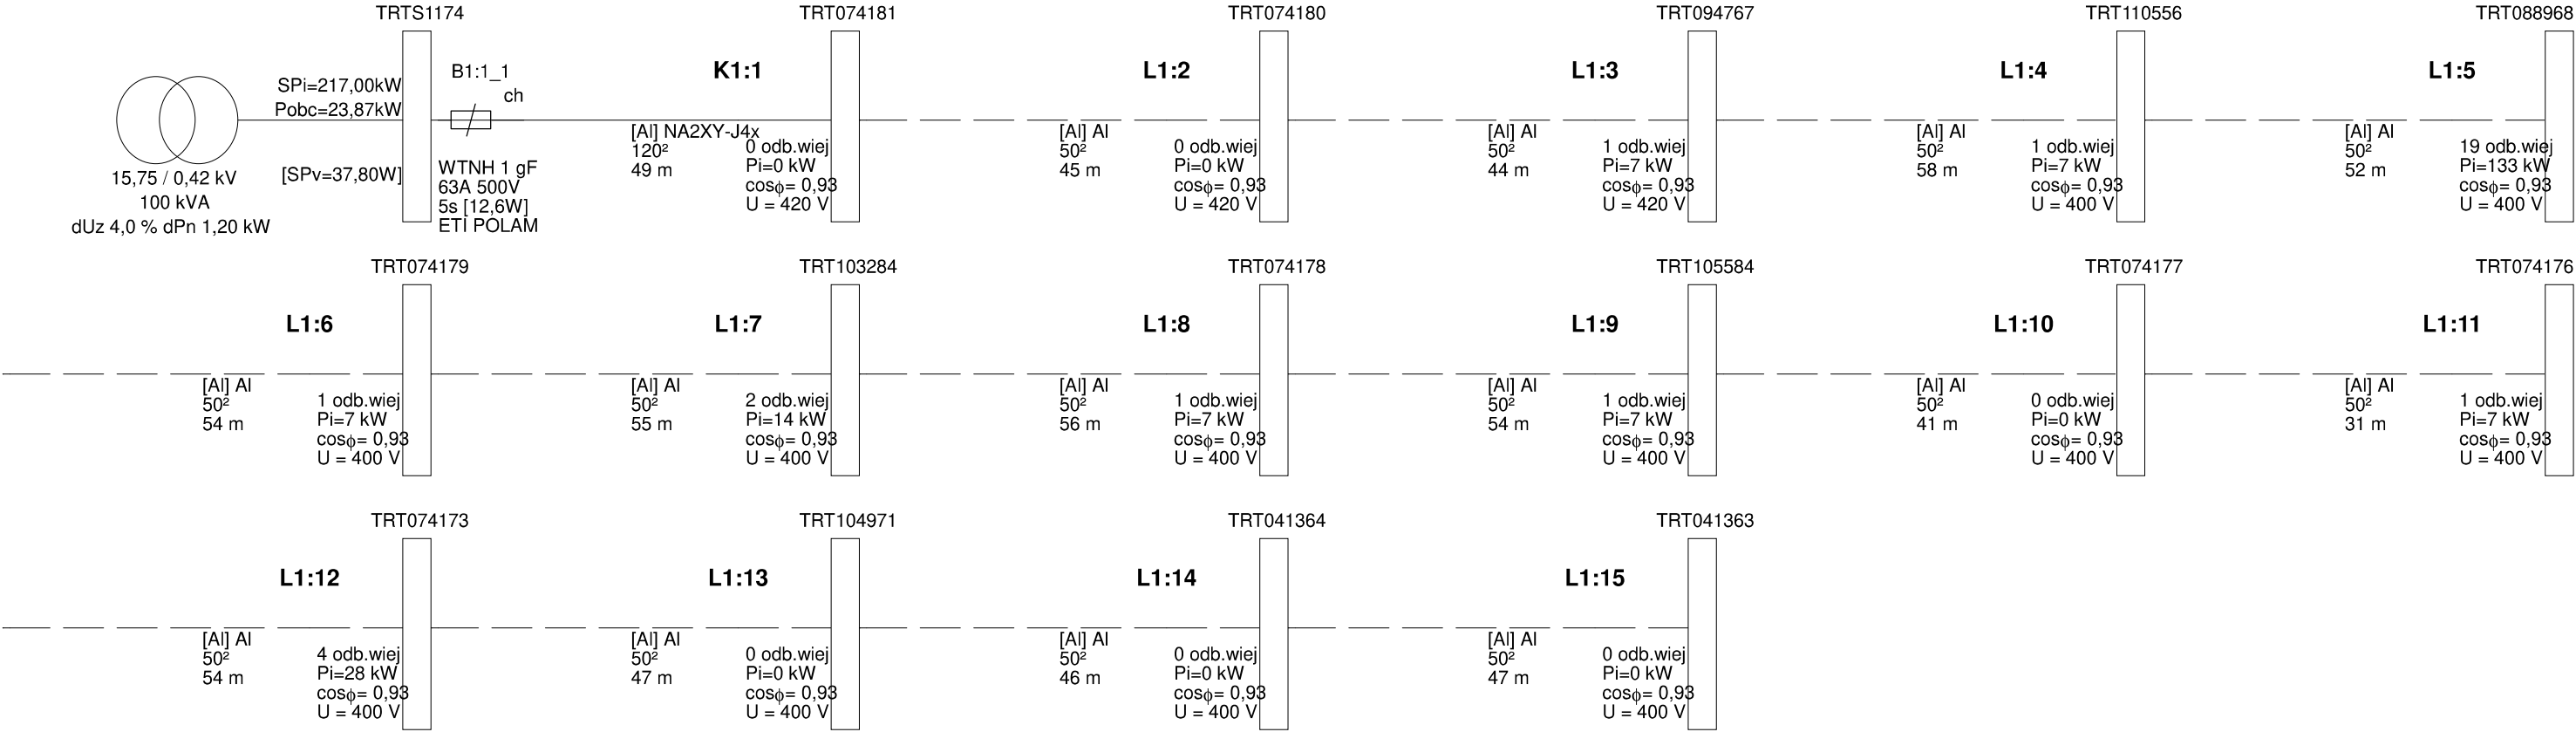 TRTS1174
TRT074181
TRT074180
TRT094767
TRT110556
TRT088968
B1:1_1
ch
K1:1
L1:2
L1:3
L1:4
L1:5
SPi=217,00kW
Pobc=23,87kW
[SPv=37,80W]
15,75 / 0,42 kV
100 kVA
dUz 4,0 % dPn 1,20 kW
WTNH 1 gF
63A 500V
5s [12,6W]
ETI POLAM
[Al] NA2XY-J4x
120²
49 m
0 odb.wiej
Pi=0 kW
cosϕ= 0,93
U = 420 V
[Al] Al
50²
45 m
0 odb.wiej
Pi=0 kW
cosϕ= 0,93
U = 420 V
[Al] Al
50²
44 m
1 odb.wiej
Pi=7 kW
cosϕ= 0,93
U = 420 V
[Al] Al
50²
58 m
1 odb.wiej
Pi=7 kW
cosϕ= 0,93
U = 400 V
[Al] Al
50²
52 m
19 odb.wiej
Pi=133 kW
cosϕ= 0,93
U = 400 V
TRT074179
TRT103284
TRT074178
TRT105584
TRT074177
TRT074176
L1:6
L1:7
L1:8
L1:9
L1:10
L1:11
[Al] Al
50²
54 m
1 odb.wiej
Pi=7 kW
cosϕ= 0,93
U = 400 V
[Al] Al
50²
55 m
2 odb.wiej
Pi=14 kW
cosϕ= 0,93
U = 400 V
[Al] Al
50²
56 m
1 odb.wiej
Pi=7 kW
cosϕ= 0,93
U = 400 V
[Al] Al
50²
54 m
1 odb.wiej
Pi=7 kW
cosϕ= 0,93
U = 400 V
[Al] Al
50²
41 m
0 odb.wiej
Pi=0 kW
cosϕ= 0,93
U = 400 V
[Al] Al
50²
31 m
1 odb.wiej
Pi=7 kW
cosϕ= 0,93
U = 400 V
TRT074173
TRT104971
TRT041364
TRT041363
L1:12
L1:13
L1:14
L1:15
[Al] Al
50²
54 m
4 odb.wiej
Pi=28 kW
cosϕ= 0,93
U = 400 V
[Al] Al
50²
47 m
0 odb.wiej
Pi=0 kW
cosϕ= 0,93
U = 400 V
[Al] Al
50²
46 m
0 odb.wiej
Pi=0 kW
cosϕ= 0,93
U = 400 V
[Al] Al
50²
47 m
0 odb.wiej
Pi=0 kW
cosϕ= 0,93
U = 400 V